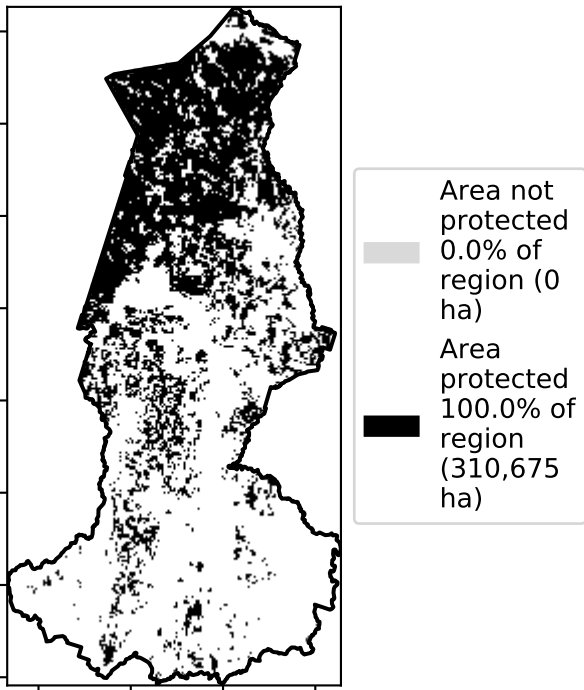 Area not
protected
0.0% of
region (0
ha)
Area
protected
100.0% of
region
(310,675
ha)